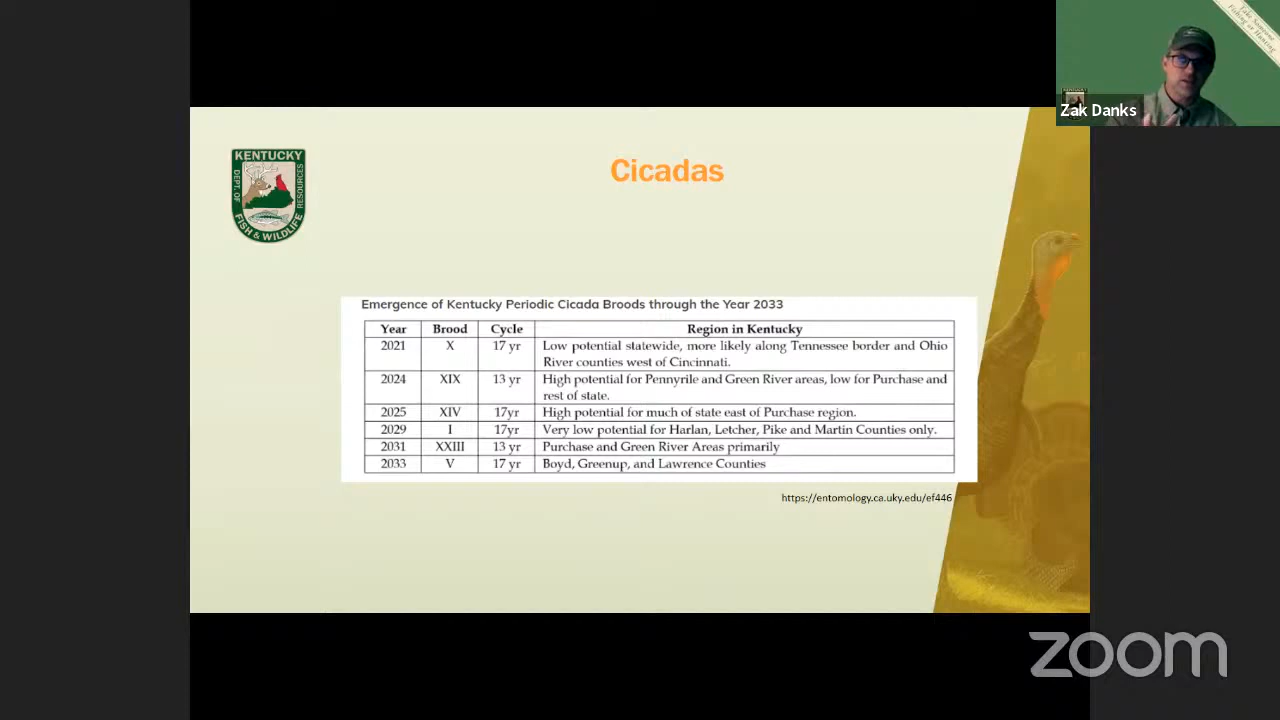 Take Someone
Fishing or Hunting
Zak Danks
KENTUCKY
DEPT. OF
RESOURCES
FISH & WILDLIFE
Cicadas
Emergence of Kentucky Periodic Cicada Broods through the Year 2033
Year Brood Cycle Region in Kentucky
2021 X 17 yr Low potential statewide, more likely along Tennessee border and Ohio
River counties west of Cincinnati.
2024 XIX 13 yr High potential for Pennyrile and Green River areas, low for Purchase and
rest of state.
2025 XIV 17yr High potential for much of state east of Purchase region.
2029 I 17yr Very low potential for Harlan, Letcher, Pike and Martin Counties only.
2031 XXIII 13 yr Purchase and Green River Areas primarily
2033 V 17 yr Boyd, Greenup, and Lawrence Counties
https://entomology.ca.uky.edu/ef446
zoom